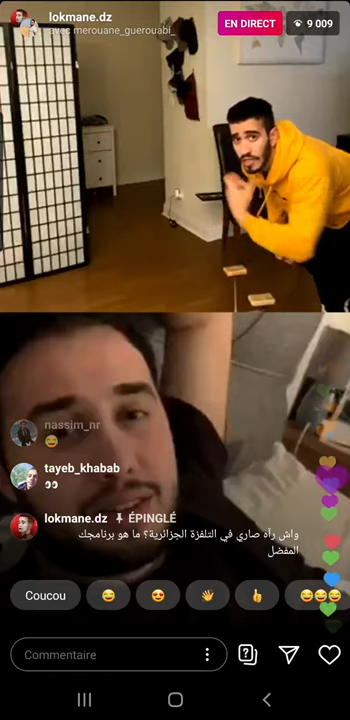 lokmane.dz
avec merouane_guerouabi_
EN DIRECT
9 009
nassim_nr
😂
tayeb_khabab
👀
lokmane.dz ÉPINGLÉ
واش رآه صاري في التلفزة الجزائرية؟ ما هو برنامجك
المفضل
Coucou 😂 😍 👋 👍 😂😂😂
Commentaire